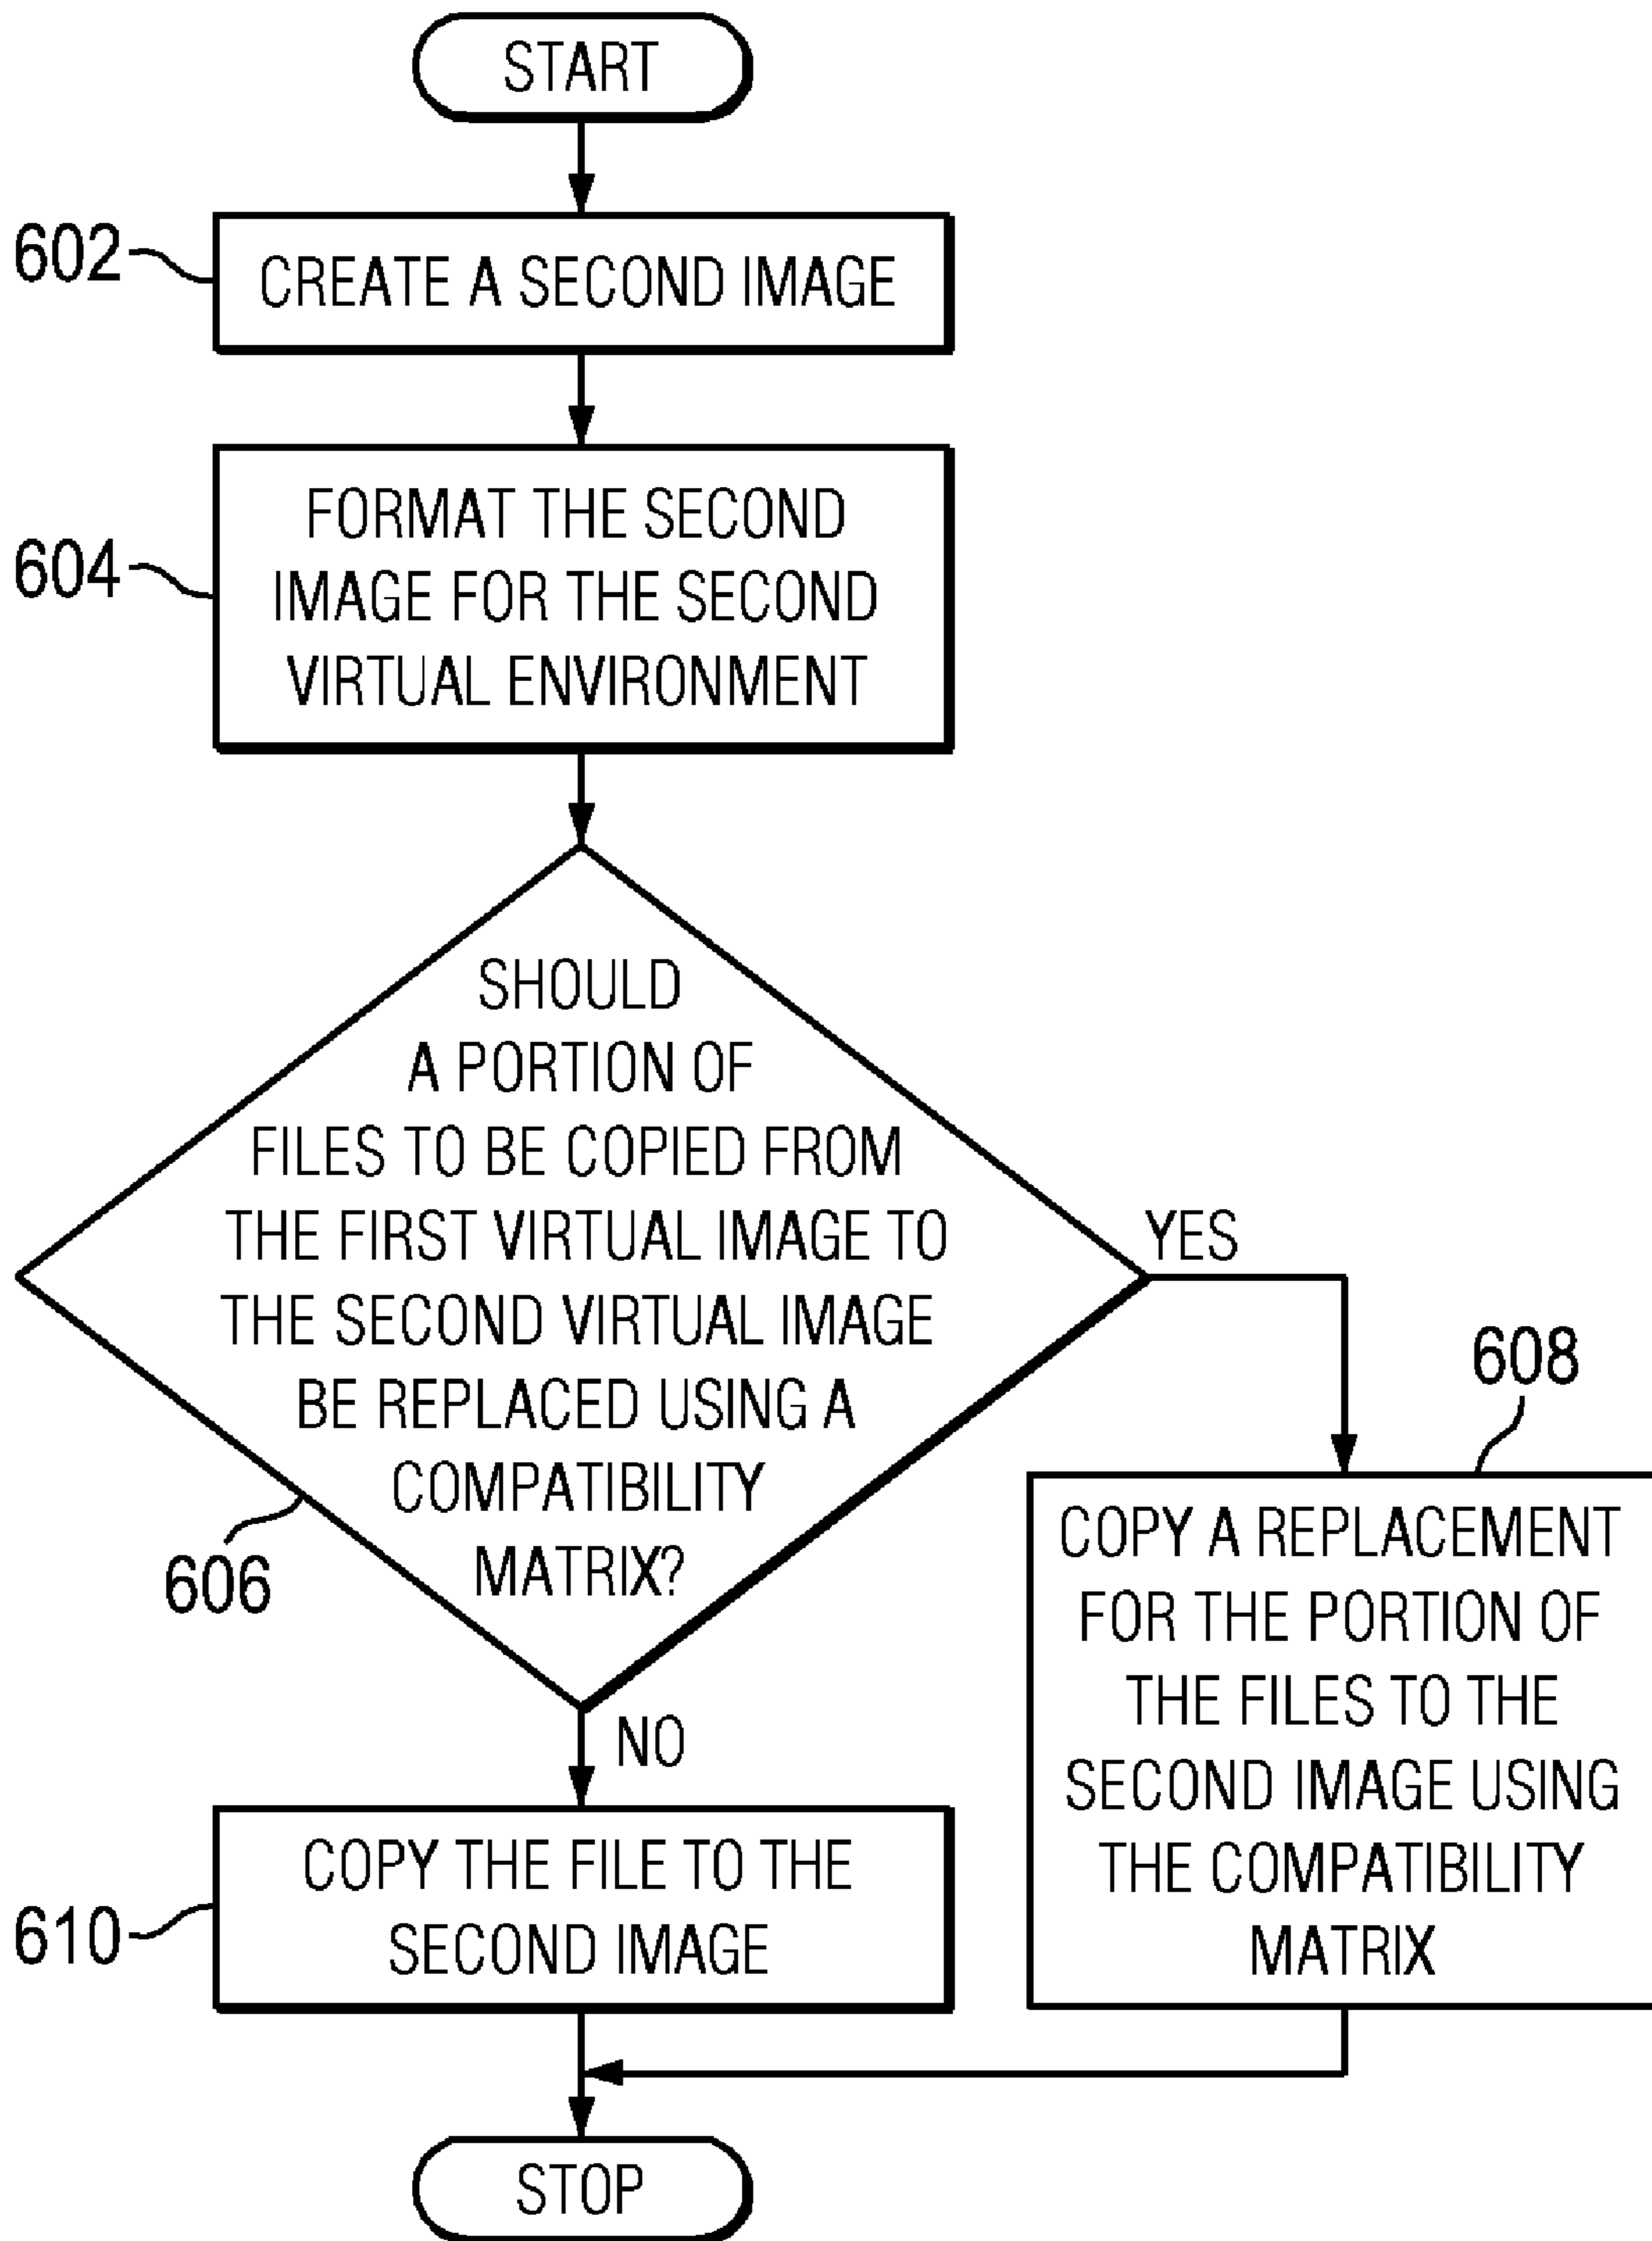 START
602
CREATE A SECOND IMAGE
604
FORMAT THE SECOND
IMAGE FOR THE SECOND
VIRTUAL ENVIRONMENT
SHOULD
A PORTION OF
FILES TO BE COPIED FROM
THE FIRST VIRTUAL IMAGE TO
THE SECOND VIRTUAL IMAGE
BE REPLACED USING A
COMPATIBILITY
MATRIX?
606
YES
608
COPY A REPLACEMENT
FOR THE PORTION OF
THE FILES TO THE
SECOND IMAGE USING
THE COMPATIBILITY
MATRIX
NO
610
COPY THE FILE TO THE
SECOND IMAGE
STOP